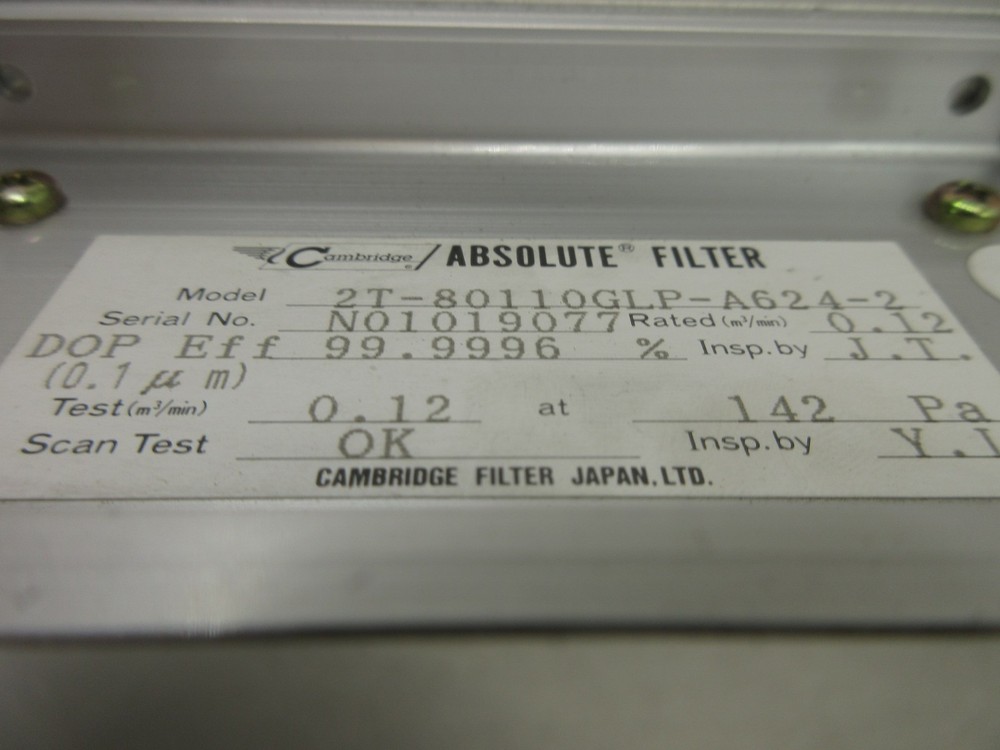 Cambridge / ABSOLUTE® FILTER
Model 2T-80110GLP-A624-2
Serial No. N01019077 Rated (m³/min) 0.12
DOP Eff 99.9996 % Insp.by J.T.
(0.1 μ m)
Test (m³/min) 0.12 at 142 Pa
Scan Test OK Insp.by Y.
CAMBRIDGE FILTER JAPAN, LTD.